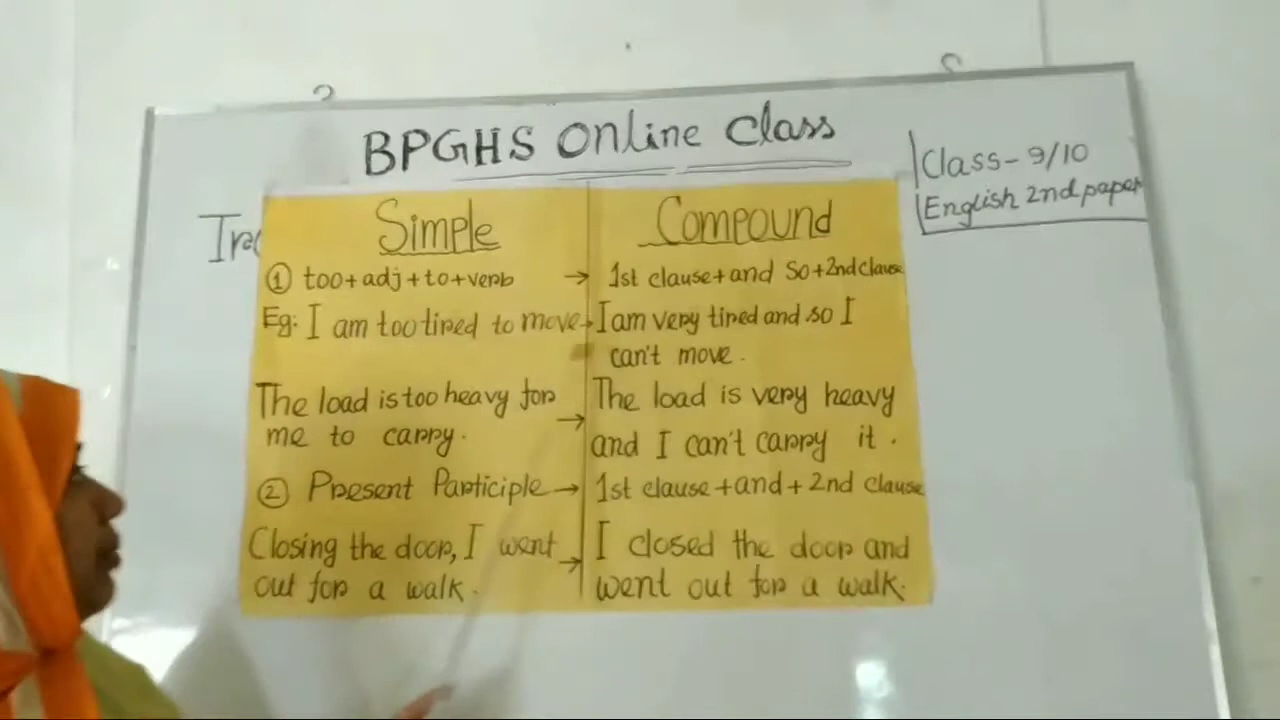 BPGHS Online Class
Class- 9/10
English 2nd paper
Simple
Compound
① too+adj+to+verb → 1st clause+and so+2nd clause
Eg: I am too tired to move → I am very tired and so I
can't move.
The load is too heavy for
me to carry. →
The load is very heavy
and I can't carry it.
② Present Participle → 1st clause+and+2nd clause
Closing the door, I went
out for a walk. →
I closed the door and
went out for a walk.